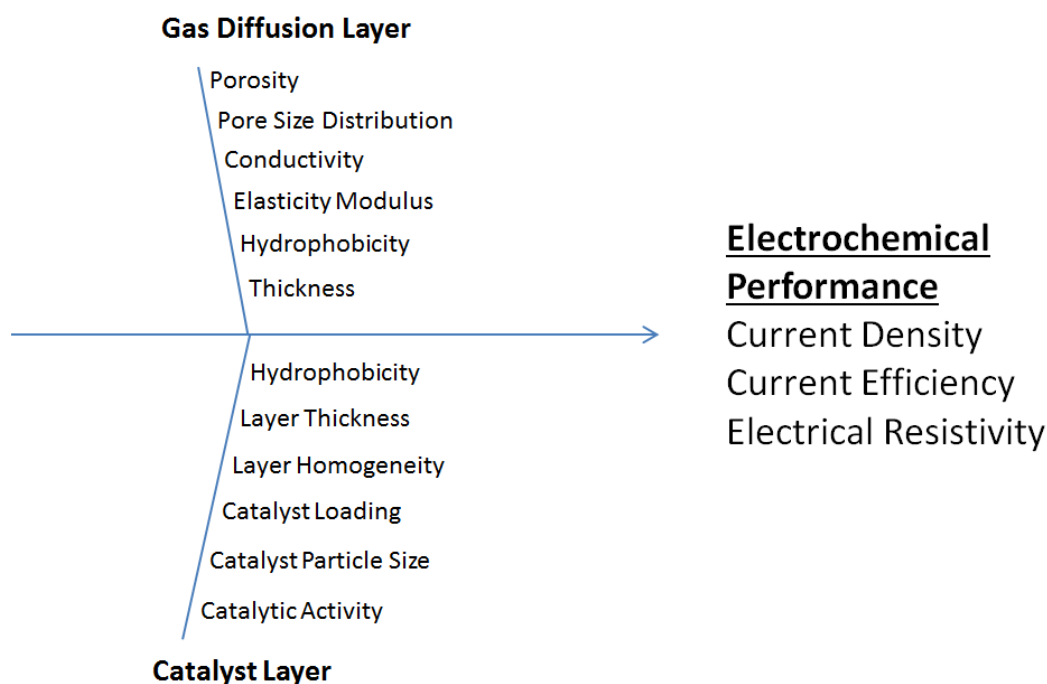 Gas Diffusion Layer
Porosity
Pore Size Distribution
Conductivity
Elasticity Modulus
Hydrophobicity
Thickness
Hydrophobicity
Layer Thickness
Layer Homogeneity
Catalyst Loading
Catalyst Particle Size
Catalytic Activity
Catalyst Layer
Electrochemical
Performance
Current Density
Current Efficiency
Electrical Resistivity